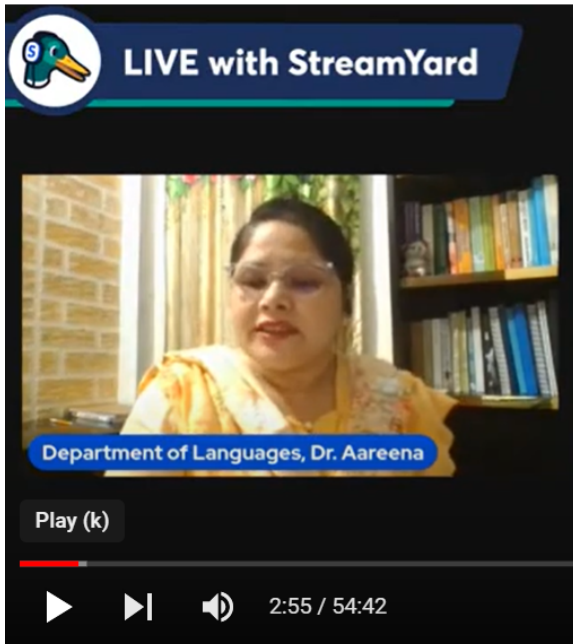 S
LIVE with StreamYard
Department of Languages, Dr. Aareena
Play (k)
2:55 / 54:42